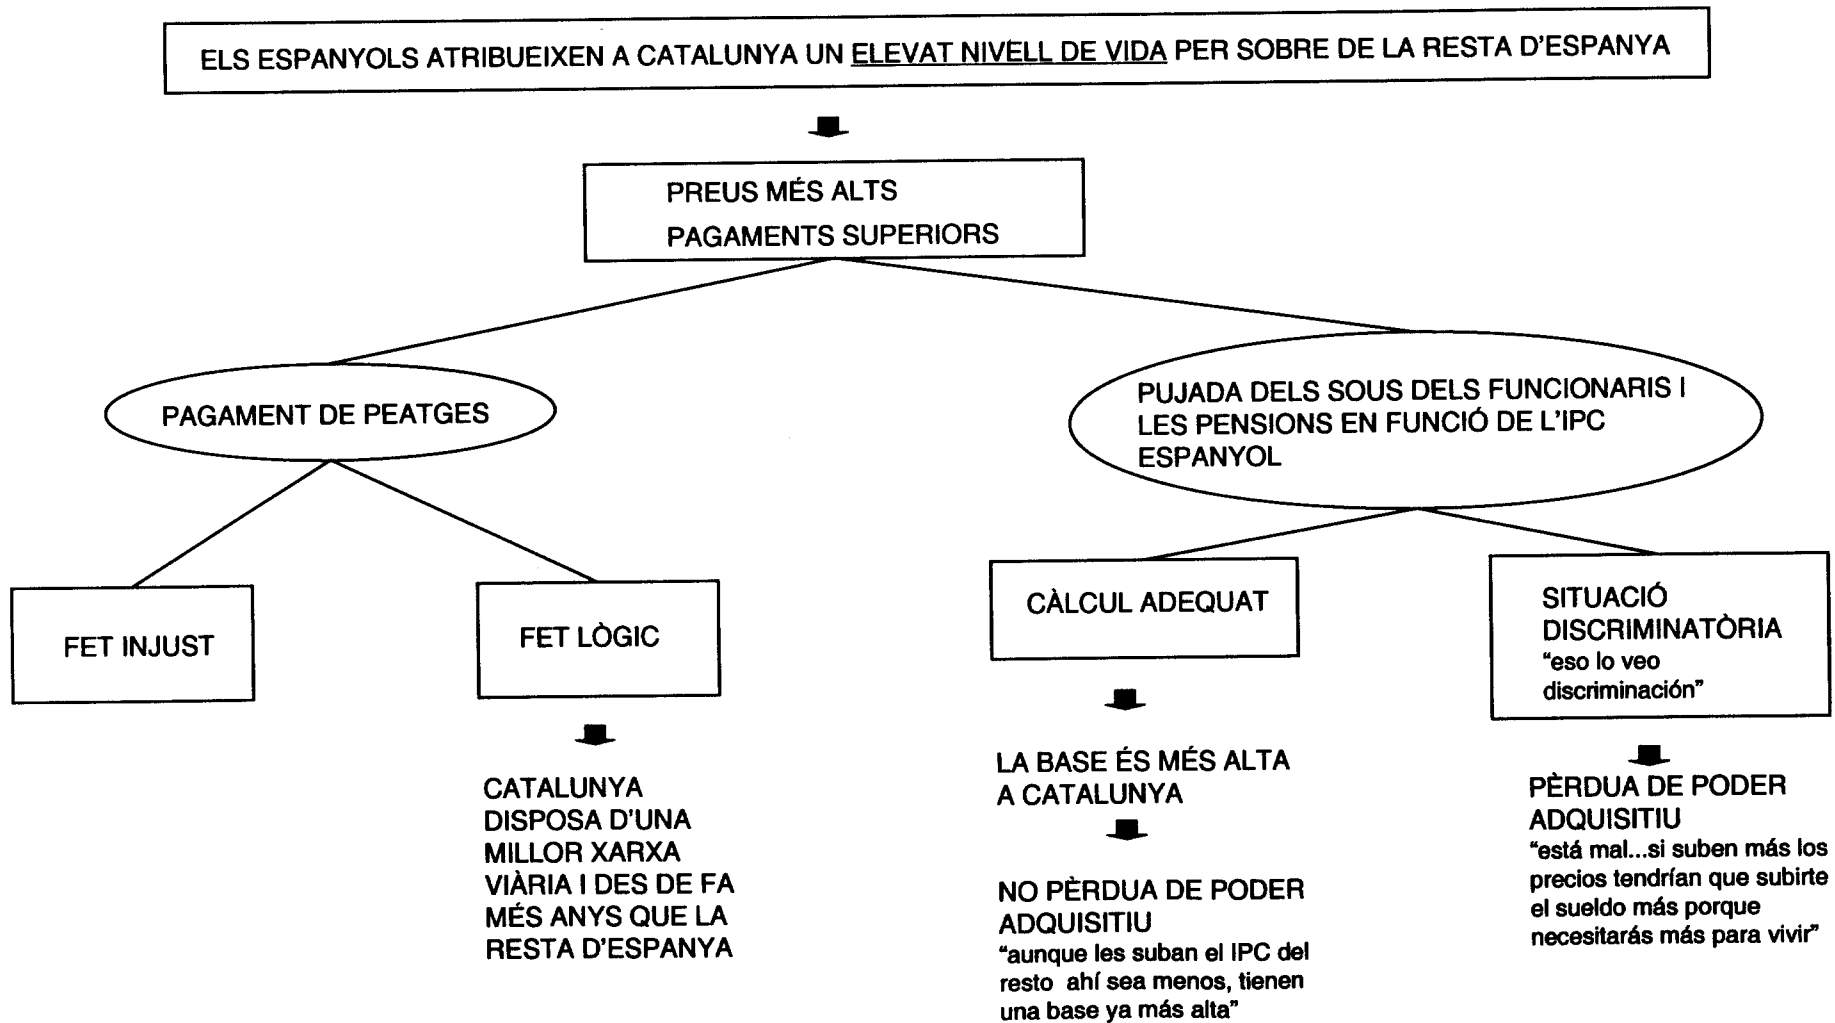 ELS ESPANYOLS ATRIBUEIXEN A CATALUNYA UN ELEVAT NIVELL DE VIDA PER SOBRE DE LA RESTA D'ESPANYA
PREUS MÉS ALTS
PAGAMENTS SUPERIORS
PAGAMENT DE PEATGES
PUJADA DELS SOUS DELS FUNCIONARIS I
LES PENSIONS EN FUNCIÓ DE L'IPC
ESPANYOL
FET INJUST
FET LÒGIC
CATALUNYA
DISPOSA D'UNA
MILLOR XARXA
VIÀRIA I DES DE FA
MÉS ANYS QUE LA
RESTA D'ESPANYA
CÀLCUL ADEQUAT
LA BASE ÉS MÉS ALTA
A CATALUNYA
NO PÈRDUA DE PODER
ADQUISITIU
“aunque les suban el IPC del
resto ahí sea menos, tienen
una base ya más alta”
SITUACIÓ
DISCRIMINATÒRIA
“eso lo veo
discriminación”
PÈRDUA DE PODER
ADQUISITIU
“está mal...si suben más los
precios tendrían que subirte
el sueldo más porque
necesitarás más para vivir”